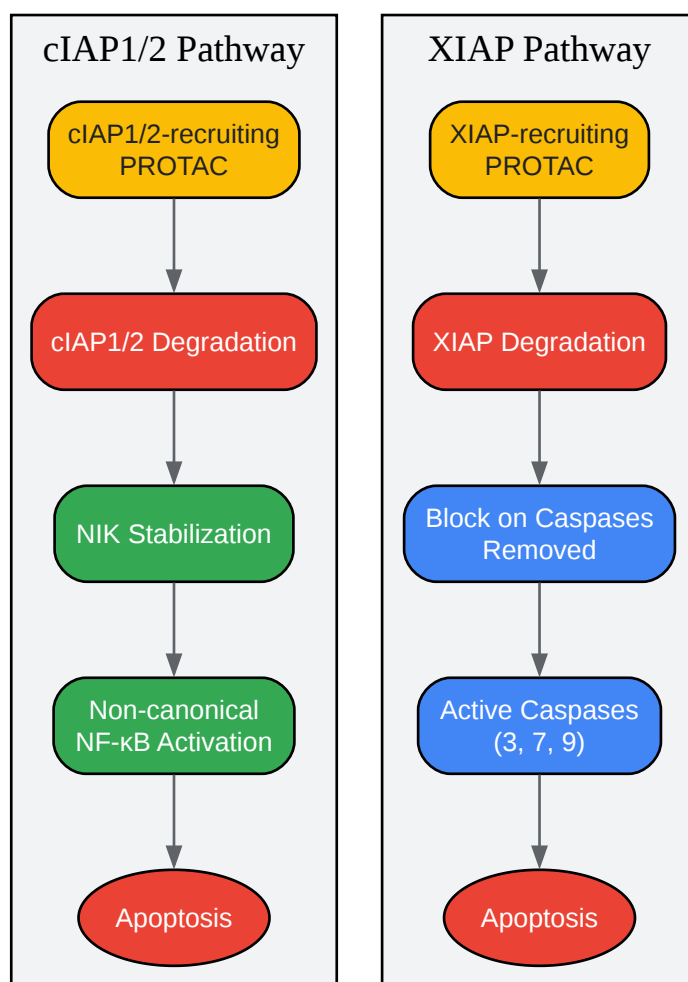 cIAP1/2 Pathway
cIAP1/2-recruiting
PROTAC
cIAP1/2 Degradation
NIK Stabilization
Non-canonical
NF-κB Activation
Apoptosis
XIAP Pathway
XIAP-recruiting
PROTAC
XIAP Degradation
Block on Caspases
Removed
Active Caspases
(3, 7, 9)
Apoptosis